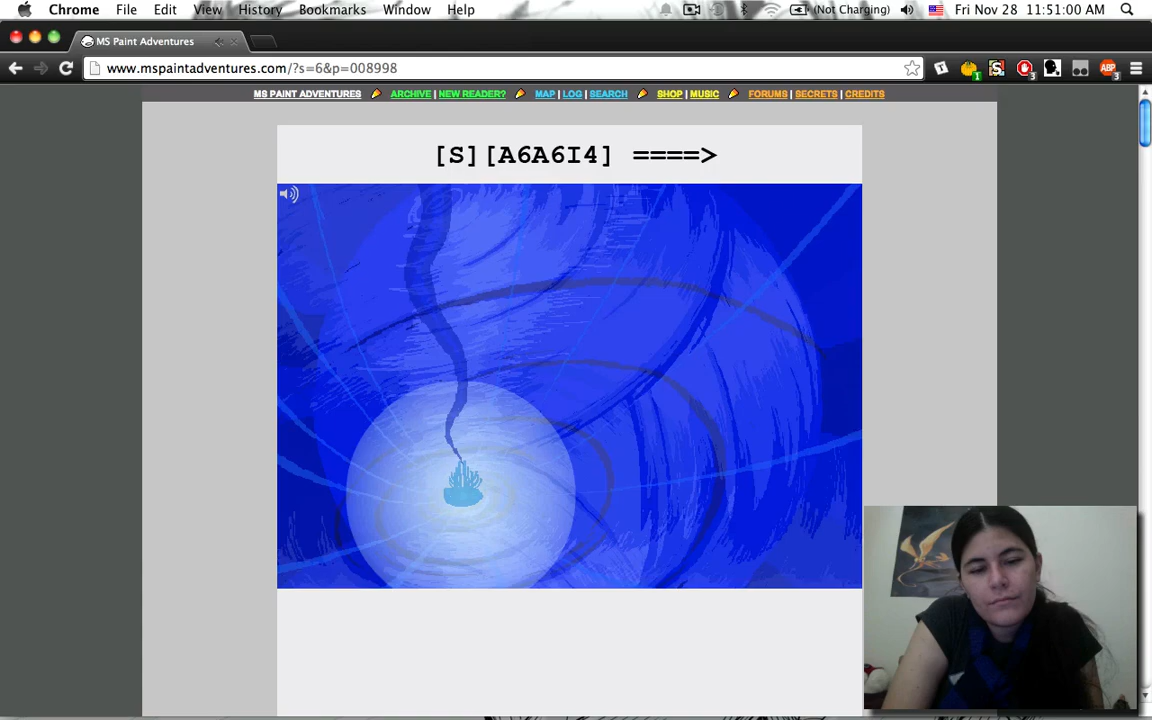 Chrome File Edit View History Bookmarks Window Help (Not Charging) Fri Nov 28 11:51:00 AM
MS Paint Adventures
www.mspaintadventures.com/?s=6&p=008998
MS PAINT ADVENTURES ARCHIVE | NEW READER? MAP | LOG | SEARCH SHOP | MUSIC FORUMS | SECRETS | CREDITS
[S][A6A6I4] ====>